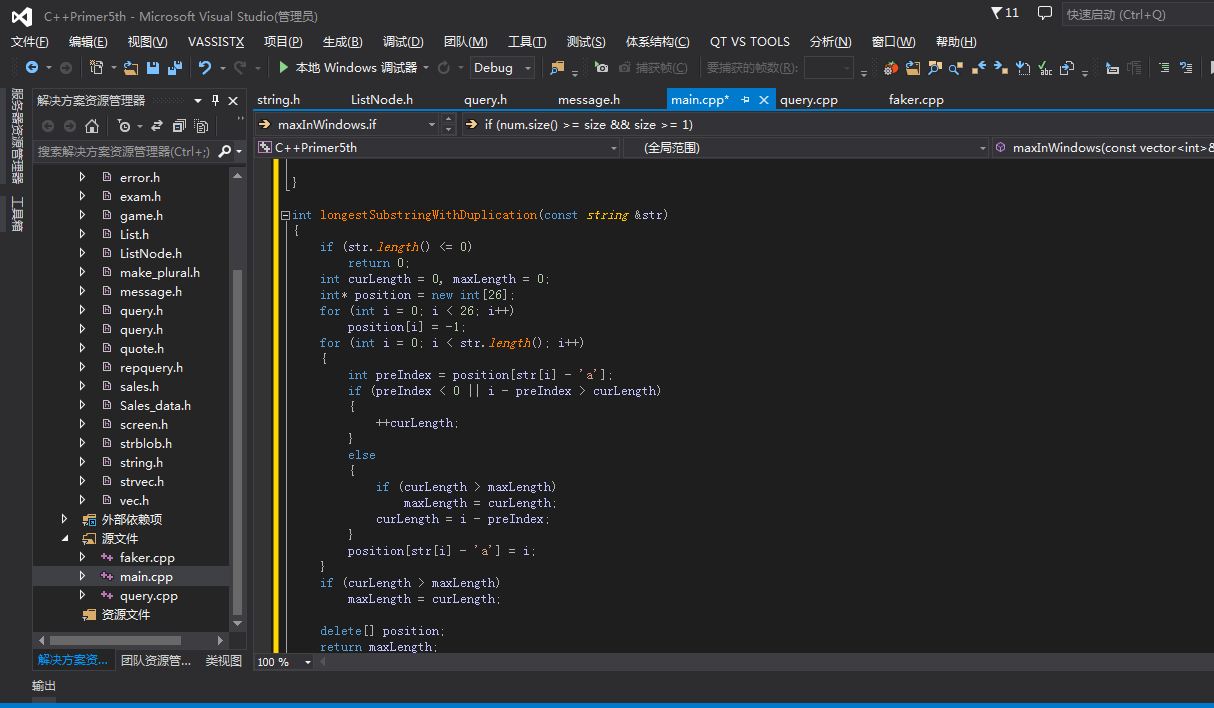 C++Primer5th - Microsoft Visual Studio(管理员)
11
快速启动 (Ctrl+Q)
文件(F) 编辑(E) 视图(V) VASSISTX 项目(P) 生成(B) 调试(D) 团队(M) 工具(T) 测试(S) 体系结构(C) QT VS TOOLS 分析(N) 窗口(W) 帮助(H)
本地 Windows 调试器 Debug 捕获帧(C) 要捕获的帧数(R):
服务器资源管理器
工具箱
解决方案资源管理器
搜索解决方案资源管理器(Ctrl+;)
error.h
exam.h
game.h
List.h
ListNode.h
make_plural.h
message.h
query.h
query.h
quote.h
repquery.h
sales.h
Sales_data.h
screen.h
strblob.h
string.h
strvec.h
vec.h
外部依赖项
源文件
faker.cpp
main.cpp
query.cpp
资源文件
解决方案资... 团队资源管... 类视图
string.h ListNode.h query.h message.h main.cpp* query.cpp faker.cpp
maxInWindows.if if (num.size() >= size && size >= 1)
C++Primer5th (全局范围) maxInWindows(const vector<int>&
}
int longestSubstringWithDuplication(const string &str)
{
if (str.length() <= 0)
return 0;
int curLength = 0, maxLength = 0;
int* position = new int[26];
for (int i = 0; i < 26; i++)
position[i] = -1;
for (int i = 0; i < str.length(); i++)
{
int preIndex = position[str[i] - 'a'];
if (preIndex < 0 || i - preIndex > curLength)
{
++curLength;
}
else
{
if (curLength > maxLength)
maxLength = curLength;
curLength = i - preIndex;
}
position[str[i] - 'a'] = i;
}
if (curLength > maxLength)
maxLength = curLength;
delete[] position;
return maxLength;
100 %
输出